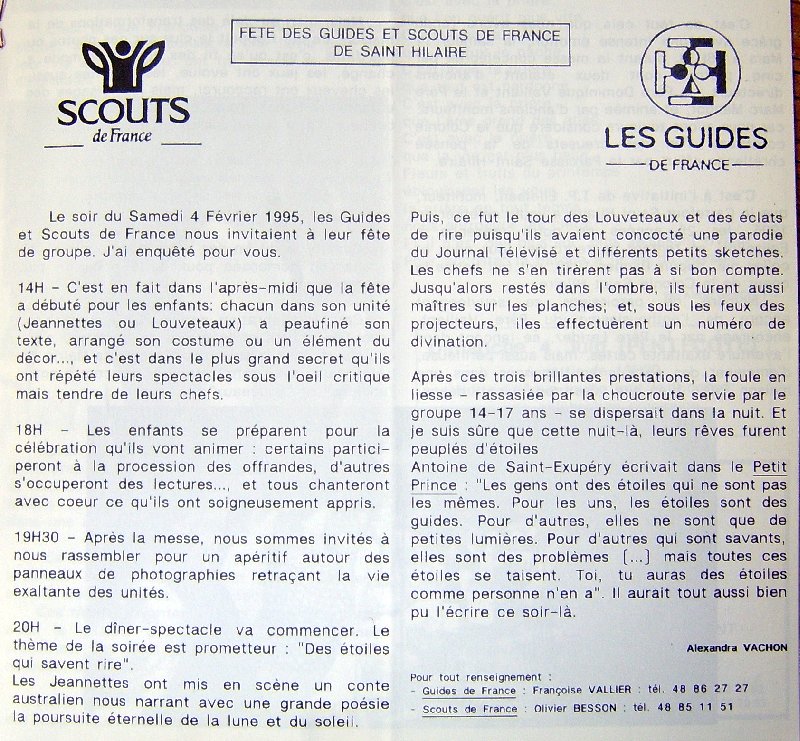 FETE DES GUIDES ET SCOUTS DE FRANCE
DE SAINT HILAIRE
SCOUTS
de France
LES GUIDES
DE FRANCE
Le soir du Samedi 4 Février 1995, les Guides
et Scouts de France nous invitaient à leur fête
de groupe. J'ai enquêté pour vous.
14H - C'est en fait dans l'après-midi que la fête
a débuté pour les enfants: chacun dans son unité
(Jeannettes ou Louveteaux) a peaufiné son
texte, arrangé son costume ou un élément du
décor..., et c'est dans le plus grand secret qu'ils
ont répété leurs spectacles sous l'oeil critique
mais tendre de leurs chefs.
18H - Les enfants se préparent pour la
célébration qu'ils vont animer : certains partici-
peront à la procession des offrandes, d'autres
s'occuperont des lectures..., et tous chanteront
avec coeur ce qu'ils ont soigneusement appris.
19H30 - Après la messe, nous sommes invités à
nous rassembler pour un apéritif autour des
panneaux de photographies retraçant la vie
exaltante des unités.
20H - Le dîner-spectacle va commencer. Le
thème de la soirée est prometteur : "Des étoiles
qui savent rire".
Les Jeannettes ont mis en scène un conte
australien nous narrant avec une grande poésie
la poursuite éternelle de la lune et du soleil.
Puis, ce fut le tour des Louveteaux et des éclats
de rire puisqu'ils avaient concocté une parodie
du Journal Télévisé et différents petits sketches.
Les chefs ne s'en tirèrent pas à si bon compte.
Jusqu'alors restés dans l'ombre, ils furent aussi
maîtres sur les planches; et, sous les feux des
projecteurs, iles effectuèrent un numéro de
divination.
Après ces trois brillantes prestations, la foule en
liesse - rassasiée par la choucroute servie par le
groupe 14-17 ans - se dispersait dans la nuit. Et
je suis sûre que cette nuit-là, leurs rêves furent
peuplés d'étoiles
Antoine de Saint-Exupéry écrivait dans le Petit
Prince : "Les gens ont des étoiles qui ne sont pas
les mêmes. Pour les uns, les étoiles sont des
guides. Pour d'autres, elles ne sont que de
petites lumières. Pour d'autres qui sont savants,
elles sont des problèmes [...] mais toutes ces
étoiles se taisent. Toi, tu auras des étoiles
comme personne n'en a". Il aurait tout aussi bien
pu l'écrire ce soir-là.
Alexandra VACHON
Pour tout renseignement :
- Guides de France : Françoise VALLIER : tél. 48 86 27 27
- Scouts de France : Olivier BESSON : tél. 48 85 11 51